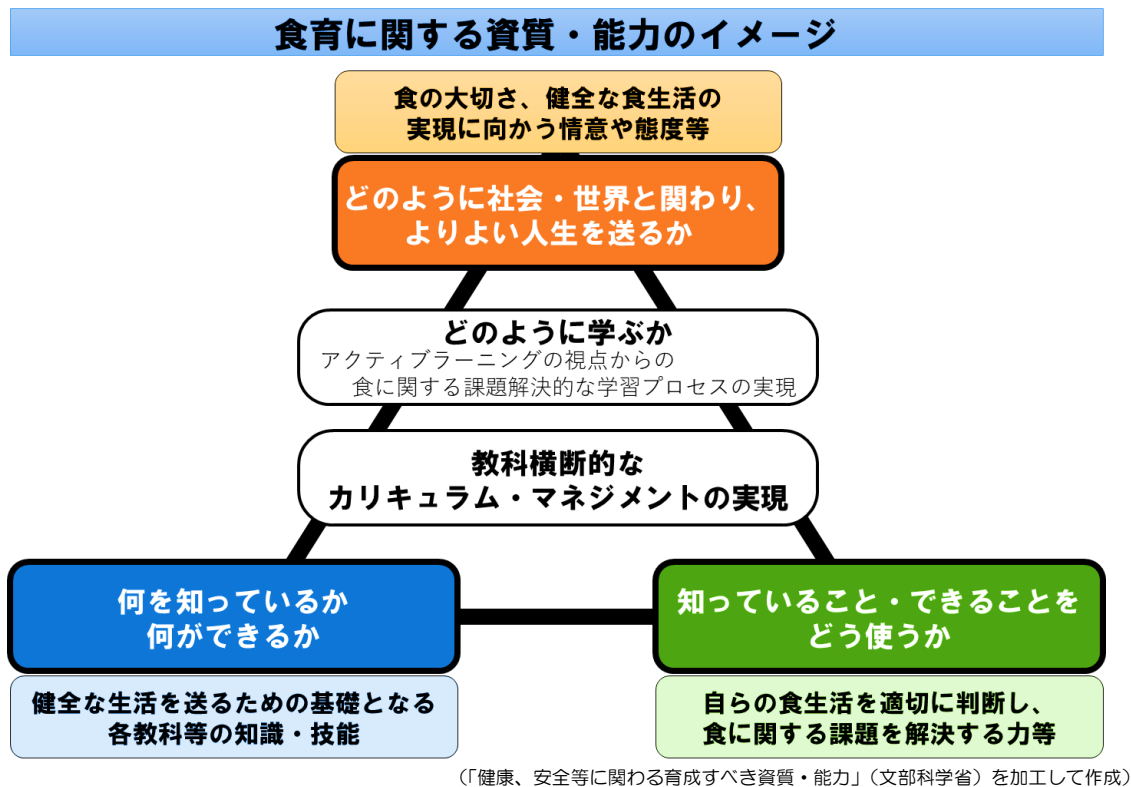 食育に関する資質・能力のイメージ
食の大切さ、健全な食生活の
実現に向かう情意や態度等
どのように社会・世界と関わり、
よりよい人生を送るか
どのように学ぶか
アクティブラーニングの視点からの
食に関する課題解決的な学習プロセスの実現
教科横断的な
カリキュラム・マネジメントの実現
何を知っているか
何ができるか
健全な生活を送るための基礎となる
各教科等の知識・技能
知っていること・できることを
どう使うか
自らの食生活を適切に判断し、
食に関する課題を解決する力等
（「健康、安全等に関わる育成すべき資質・能力」（文部科学省）を加工して作成）